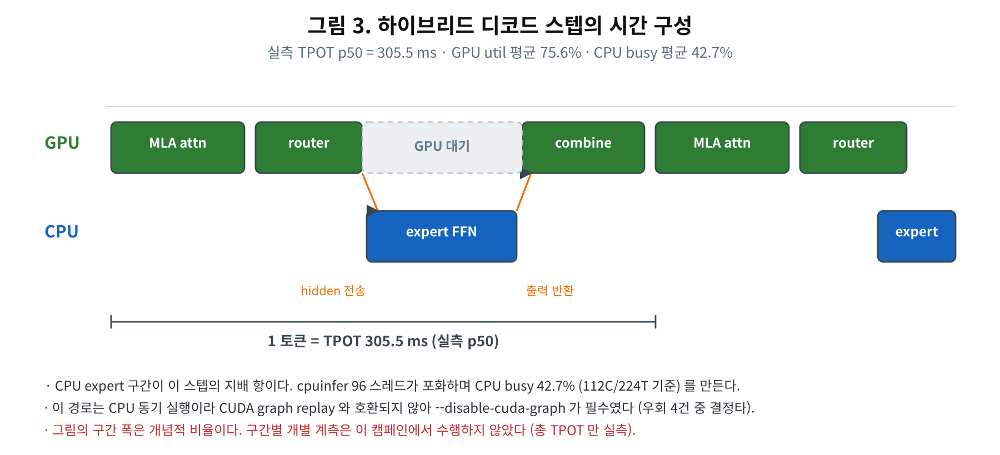 그림 3. 하이브리드 디코드 스텝의 시간 구성
실측 TPOT p50 = 305.5 ms · GPU util 평균 75.6% · CPU busy 평균 42.7%
GPU
MLA attn
router
GPU 대기
combine
MLA attn
router
CPU
expert FFN
expert
hidden 전송
출력 반환
1 토큰 = TPOT 305.5 ms (실측 p50)
· CPU expert 구간이 이 스텝의 지배 항이다. cpuinfer 96 스레드가 포화하며 CPU busy 42.7% (112C/224T 기준) 를 만든다.
· 이 경로는 CPU 동기 실행이라 CUDA graph replay 와 호환되지 않아 --disable-cuda-graph 가 필수였다 (우회 4건 중 결정타).
· 그림의 구간 폭은 개념적 비율이다. 구간별 개별 계측은 이 캠페인에서 수행하지 않았다 (총 TPOT 만 실측).